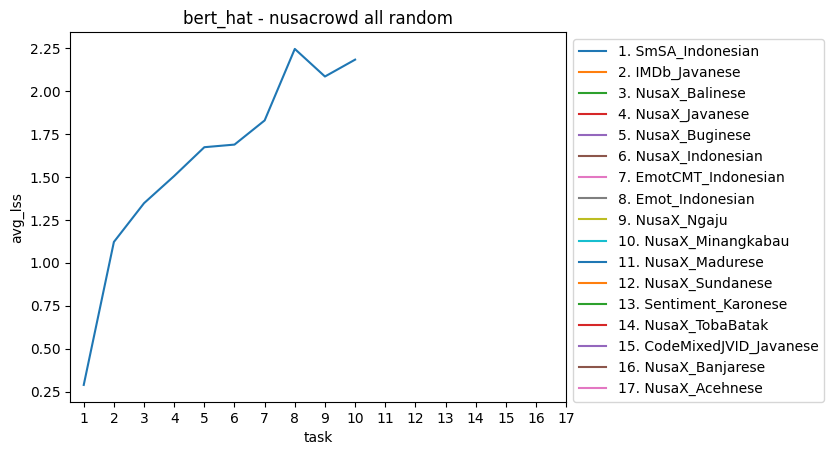 bert_hat - nusacrowd all random
avg_lss
2.25
2.00
1.75
1.50
1.25
1.00
0.75
0.50
0.25
1 2 3 4 5 6 7 8 9 10 11 12 13 14 15 16 17
task
1. SmSA_Indonesian
2. IMDb_Javanese
3. NusaX_Balinese
4. NusaX_Javanese
5. NusaX_Buginese
6. NusaX_Indonesian
7. EmotCMT_Indonesian
8. Emot_Indonesian
9. NusaX_Ngaju
10. NusaX_Minangkabau
11. NusaX_Madurese
12. NusaX_Sundanese
13. Sentiment_Karonese
14. NusaX_TobaBatak
15. CodeMixedJVID_Javanese
16. NusaX_Banjarese
17. NusaX_Acehnese